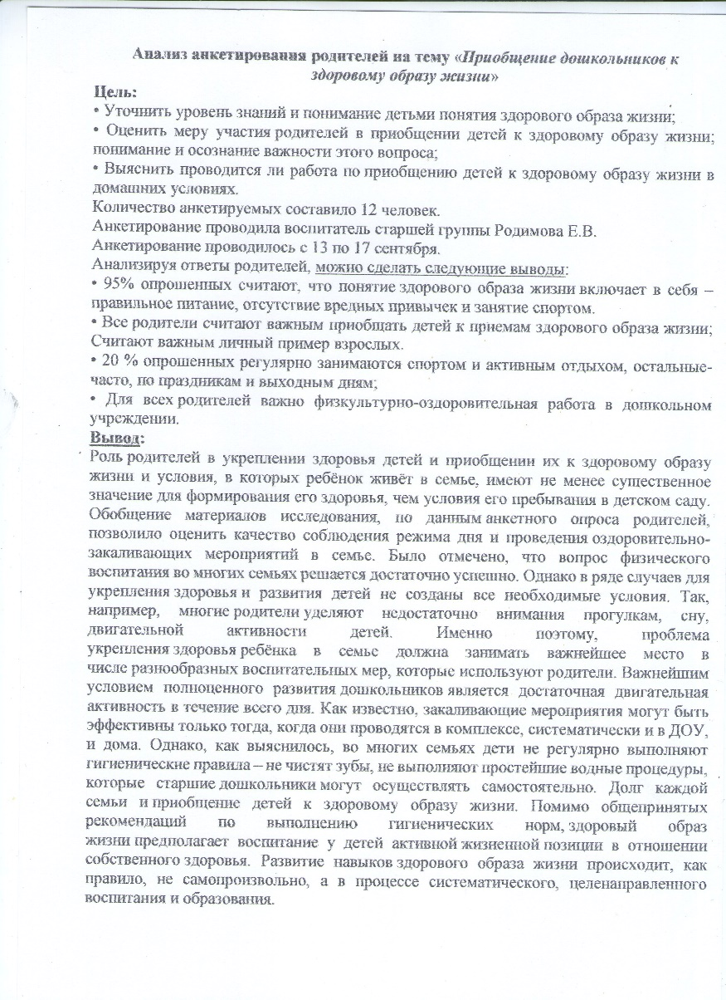 Анализ анкетирования родителей на тему «Приобщение дошкольников к
здоровому образу жизни»
Цель:
• Уточнить уровень знаний и понимание детьми понятия здорового образа жизни;
• Оценить меру участия родителей в приобщении детей к здоровому образу жизни;
понимание и осознание важности этого вопроса;
• Выяснить проводится ли работа по приобщению детей к здоровому образу жизни в
домашних условиях.
Количество анкетируемых составило 12 человек.
Анкетирование проводила воспитатель старшей группы Родимова Е.В.
Анкетирование проводилось с 13 по 17 сентября.
Анализируя ответы родителей, можно сделать следующие выводы:
• 95% опрошенных считают, что понятие здорового образа жизни включает в себя –
правильное питание, отсутствие вредных привычек и занятие спортом.
• Все родители считают важным приобщать детей к приемам здорового образа жизни;
Считают важным личный пример взрослых.
• 20 % опрошенных регулярно занимаются спортом и активным отдыхом, остальные-
часто, по праздникам и выходным дням;
• Для всех родителей важно физкультурно-оздоровительная работа в дошкольном
учреждении.
Вывод:
Роль родителей в укреплении здоровья детей и приобщении их к здоровому образу
жизни и условия, в которых ребёнок живёт в семье, имеют не менее существенное
значение для формирования его здоровья, чем условия его пребывания в детском саду.
Обобщение материалов исследования, по данным анкетного опроса родителей,
позволило оценить качество соблюдения режима дня и проведения оздоровительно-
закаливающих мероприятий в семье. Было отмечено, что вопрос физического
воспитания во многих семьях решается достаточно успешно. Однако в ряде случаев для
укрепления здоровья и развития детей не созданы все необходимые условия. Так,
например, многие родители уделяют недостаточно внимания прогулкам, сну,
двигательной активности детей. Именно поэтому, проблема
укрепления здоровья ребёнка в семье должна занимать важнейшее место в
числе разнообразных воспитательных мер, которые используют родители. Важнейшим
условием полноценного развития дошкольников является достаточная двигательная
активность в течение всего дня. Как известно, закаливающие мероприятия могут быть
эффективны только тогда, когда они проводятся в комплексе, систематически и в ДОУ,
и дома. Однако, как выяснилось, во многих семьях дети не регулярно выполняют
гигиенические правила – не чистят зубы, не выполняют простейшие водные процедуры,
которые старшие дошкольники могут осуществлять самостоятельно. Долг каждой
семьи и приобщение детей к здоровому образу жизни. Помимо общепринятых
рекомендаций по выполнению гигиенических норм, здоровый образ
жизни предполагает воспитание у детей активной жизненной позиции в отношении
собственного здоровья. Развитие навыков здорового образа жизни происходит, как
правило, не самопроизвольно, а в процессе систематического, целенаправленного
воспитания и образования.